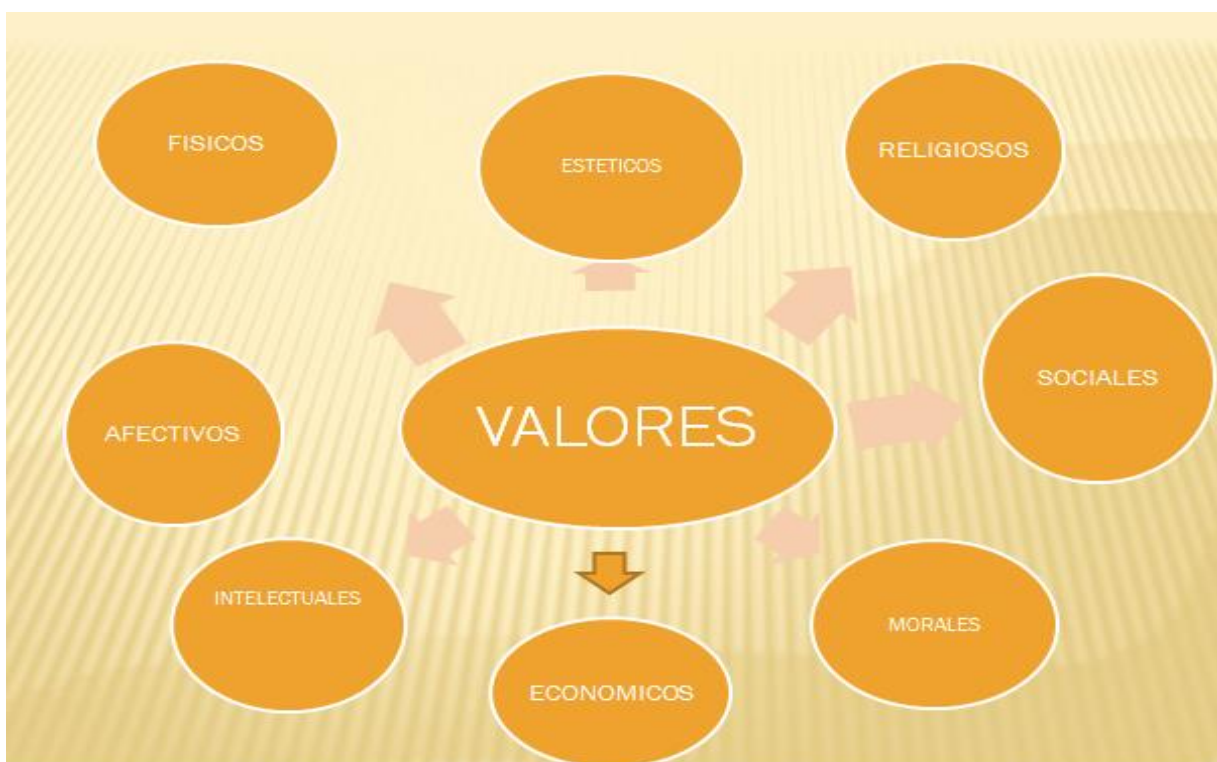 FISICOS
ESTETICOS
RELIGIOSOS
SOCIALES
AFECTIVOS
VALORES
INTELECTUALES
MORALES
ECONOMICOS